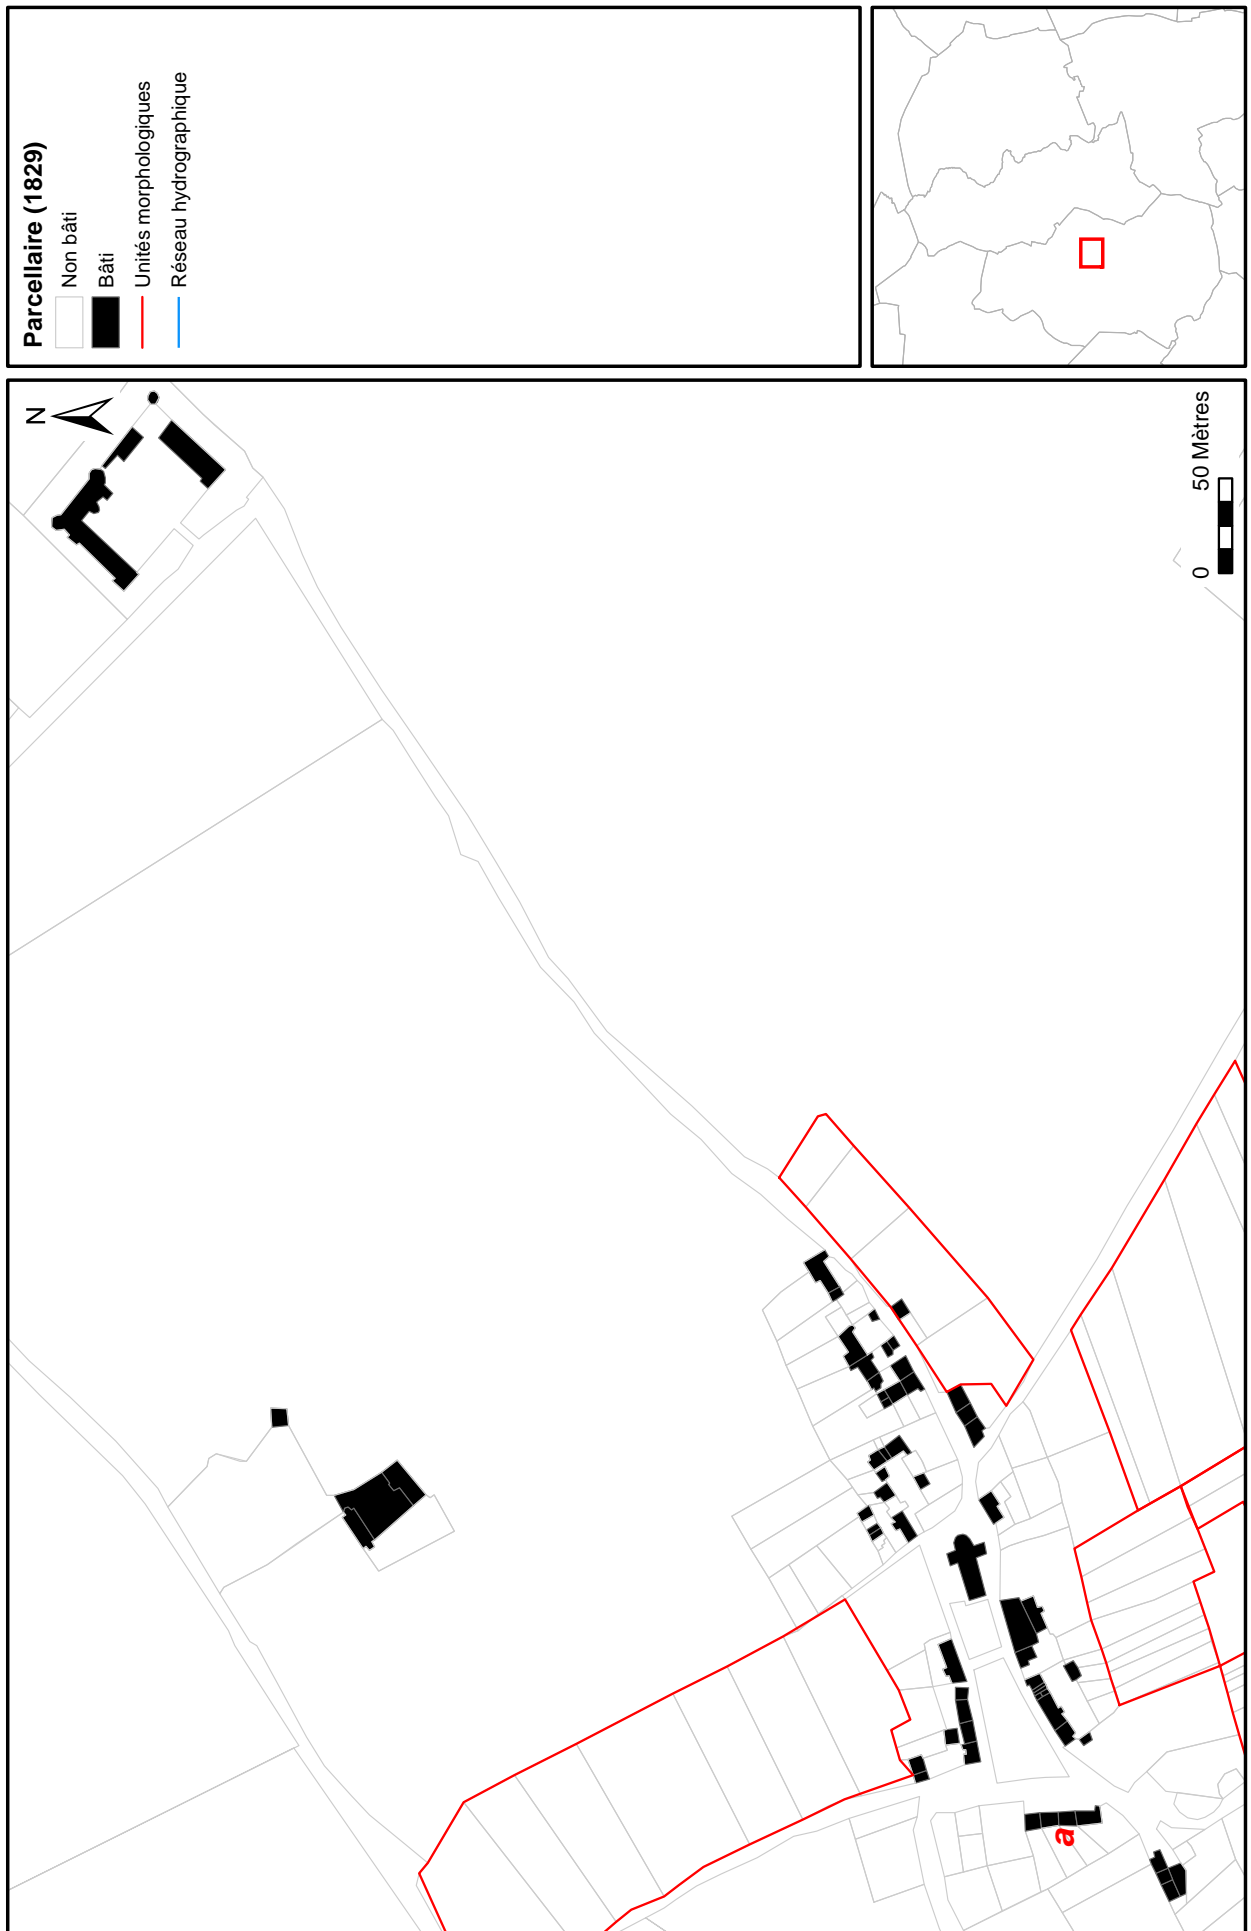 Parcellaire (1829)
Non bâti
Bâti
Unités morphologiques
Réseau hydrographique
N
0 50 Mètres
a